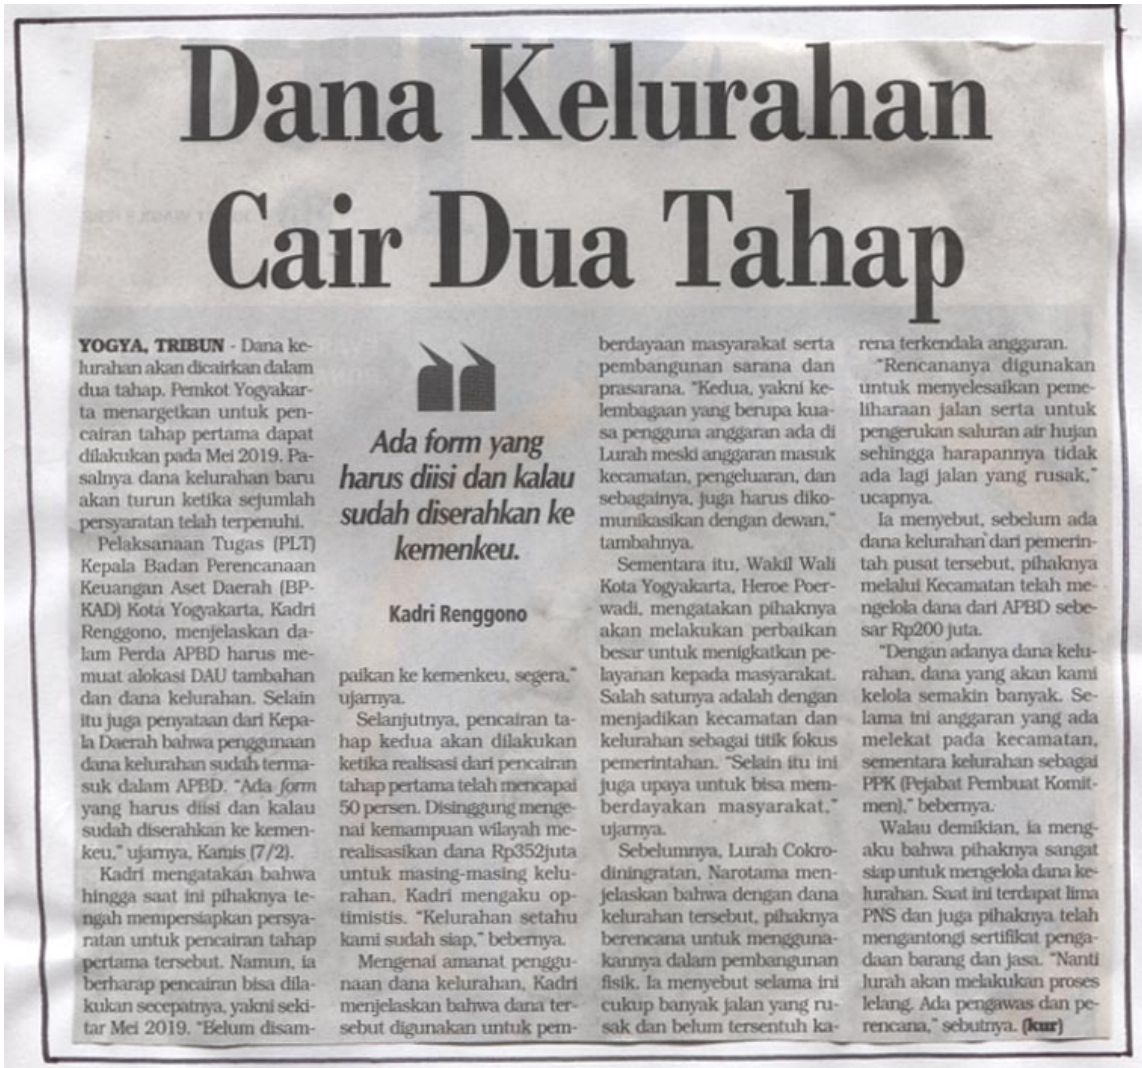 Dana Kelurahan
Cair Dua Tahap
YOGYA, TRIBUN - Dana ke-
lurahan akan dicairkan dalam
dua tahap. Pemkot Yogyakar-
ta menargetkan untuk pen-
cairan tahap pertama dapat
dilakukan pada Mei 2019. Pa-
salnya dana kelurahan baru
akan turun ketika sejumlah
persyaratan telah terpenuhi.
Pelaksanaan Tugas (PLT)
Kepala Badan Perencanaan
Keuangan Aset Daerah (BP-
KAD) Kota Yogyakarta, Kadri
Renggono, menjelaskan da-
lam Perda APBD harus me-
muat alokasi DAU tambahan
dan dana kelurahan. Selain
itu juga penyataan dari Kepa-
la Daerah bahwa penggunaan
dana kelurahan sudah terma-
suk dalam APBD. "Ada form
yang harus diisi dan kalau
sudah diserahkan ke kemen-
keu," ujarnya, Kamis (7/2).
Kadri mengatakan bahwa
hingga saat ini pihaknya te-
ngah mempersiapkan persya-
ratan untuk pencairan tahap
pertama tersebut. Namun, ia
berharap pencairan bisa dila-
kukan secepatnya, yakni seki-
tar Mei 2019. "Belum disam-
"
Ada form yang
harus diisi dan kalau
sudah diserahkan ke
kemenkeu.
Kadri Renggono
paikan ke kemenkeu, segera,"
ujarnya.
Selanjutnya, pencairan ta-
hap kedua akan dilakukan
ketika realisasi dari pencairan
tahap pertama telah mencapai
50 persen. Disinggung menge-
nai kemampuan wilayah me-
realisasikan dana Rp352juta
untuk masing-masing kelu-
rahan, Kadri mengaku op-
timistis. "Kelurahan setahu
kami sudah siap," bebernya.
Mengenai amanat penggu-
naan dana kelurahan, Kadri
menjelaskan bahwa dana ter-
sebut digunakan untuk pem-
berdayaan masyarakat serta
pembangunan sarana dan
prasarana. "Kedua, yakni ke-
lembagaan yang berupa kua-
sa pengguna anggaran ada di
Lurah meski anggaran masuk
kecamatan, pengeluaran, dan
sebagainya, juga harus diko-
munikasikan dengan dewan,"
tambahnya.
Sementara itu, Wakil Wali
Kota Yogyakarta, Heroe Poer-
wadi, mengatakan pihaknya
akan melakukan perbaikan
besar untuk menigkatkan pe-
layanan kepada masyarakat.
Salah satunya adalah dengan
menjadikan kecamatan dan
kelurahan sebagai titik fokus
pemerintahan. "Selain itu ini
juga upaya untuk bisa mem-
berdayakan masyarakat,"
ujarnya.
Sebelumnya, Lurah Cokro-
diningratan, Narotama men-
jelaskan bahwa dengan dana
kelurahan tersebut, pihaknya
berencana untuk mengguna-
kannya dalam pembangunan
fisik. Ia menyebut selama ini
cukup banyak jalan yang ru-
sak dan belum tersentuh ka-
rena terkendala anggaran.
"Rencananya digunakan
untuk menyelesaikan peme-
liharaan jalan serta untuk
pengerukan saluran air hujan
sehingga harapannya tidak
ada lagi jalan yang rusak,"
ucapnya.
Ia menyebut, sebelum ada
dana kelurahan dari pemerin-
tah pusat tersebut, pihaknya
melalui Kecamatan telah me-
ngelola dana dari APBD sebe-
sar Rp200 juta.
"Dengan adanya dana kelu-
rahan, dana yang akan kami
kelola semakin banyak. Se-
lama ini anggaran yang ada
melekat pada kecamatan,
sementara kelurahan sebagai
PPK (Pejabat Pembuat Komit-
men)," bebernya.
Walau demikian, ia meng-
aku bahwa pihaknya sangat
siap untuk mengelola dana ke-
lurahan. Saat ini terdapat lima
PNS dan juga pihaknya telah
mengantongi sertifikat penga-
daan barang dan jasa. "Nanti
lurah akan melakukan proses
lelang. Ada pengawas dan pe-
rencana," sebutnya. (kur)